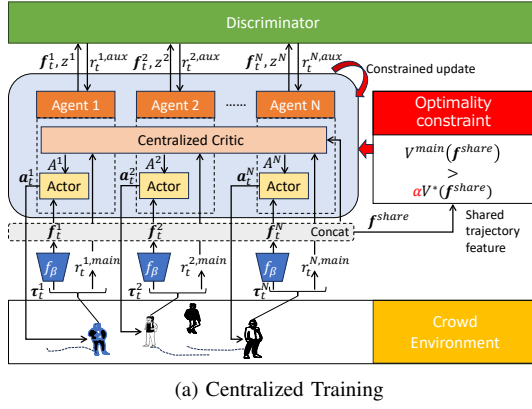 Discriminator
f_t^1, z^1 r_t^{1,aux} f_t^2, z^2 r_t^{2,aux} f_t^N, z^N r_t^{N,aux}
Constrained update
Agent 1 Agent 2 ...... Agent N
Optimality
constraint
Centralized Critic
V^{main}(f^{share})
>
αV^*(f^{share})
a_t^1 A^1 a_t^2 A^2 a_t^N A^N
Actor Actor Actor
f_t^1 f_t^2 f_t^N Concat
f^{share}
Shared
trajectory
feature
f_β r_t^{1,main} f_β r_t^{2,main} f_β r_t^{N,main}
τ_t^1 τ_t^2 τ_t^N
Crowd
Environment
(a) Centralized Training